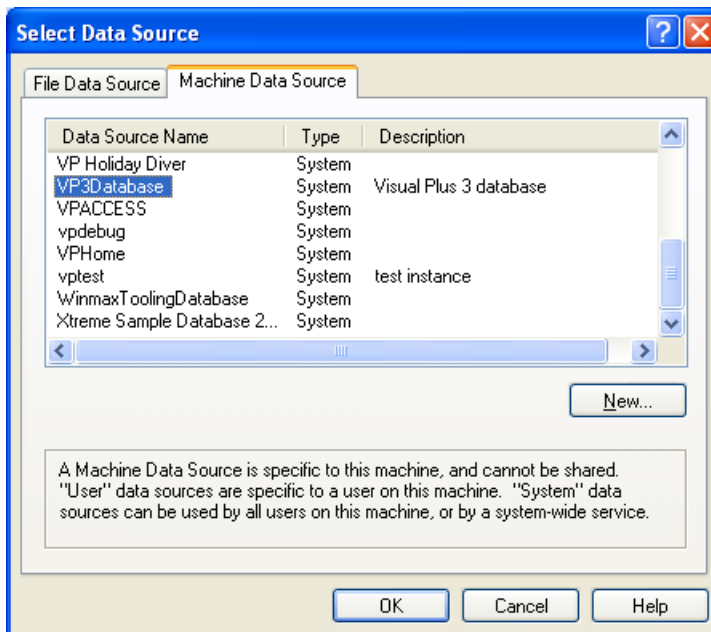 Select Data Source
File Data Source Machine Data Source
Data Source Name Type Description
VP Holiday Diver System
VP3Database System Visual Plus 3 database
VPACCESS System
vpdebug System
VPHome System
vptest System test instance
WinmaxToolingDatabase System
Xtreme Sample Database 2... System
New...
A Machine Data Source is specific to this machine, and cannot be shared.
"User" data sources are specific to a user on this machine. "System" data
sources can be used by all users on this machine, or by a system-wide service.
OK Cancel Help